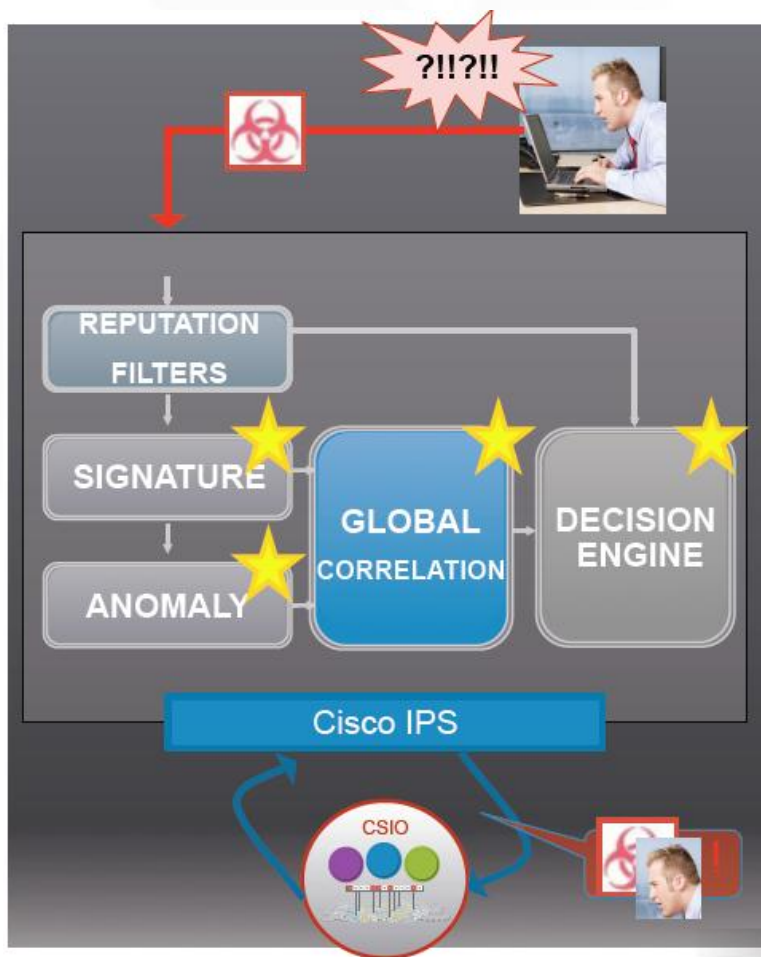 ?!!?!!
REPUTATION
FILTERS
SIGNATURE
ANOMALY
GLOBAL
CORRELATION
DECISION
ENGINE
Cisco IPS
CSIO
!